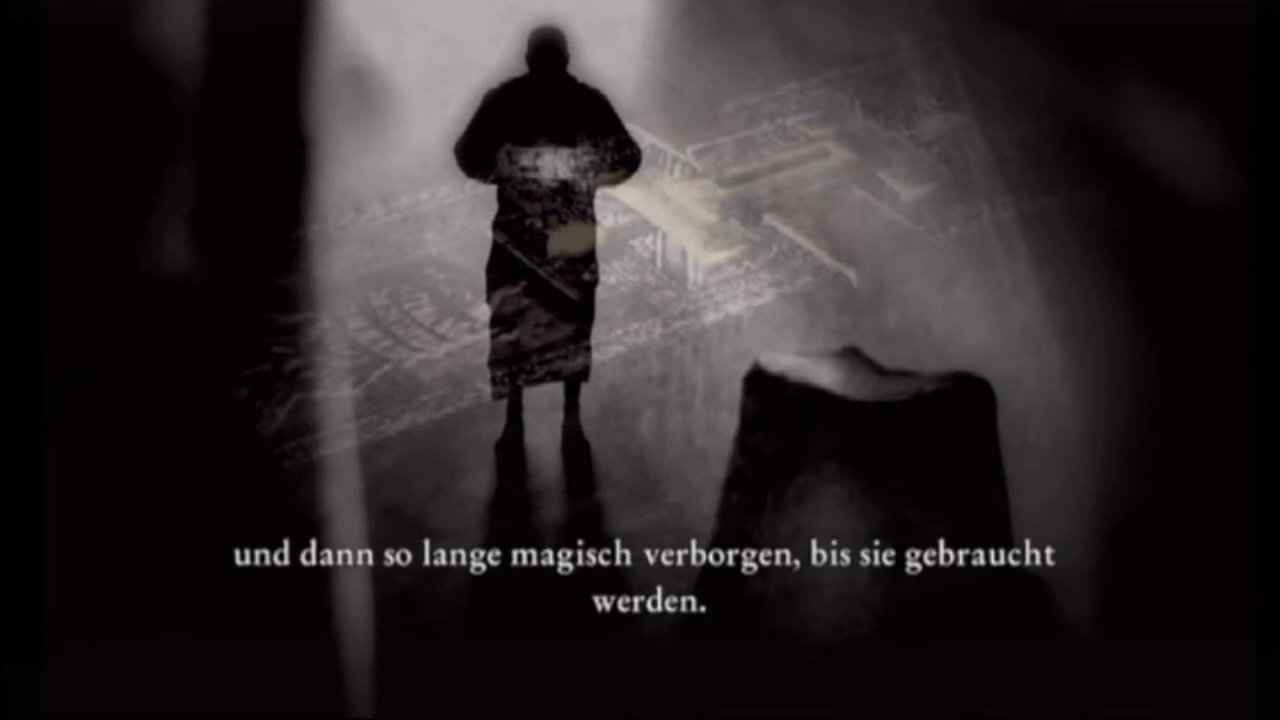 und dann so lange magisch verborgen, bis sie gebraucht
werden.